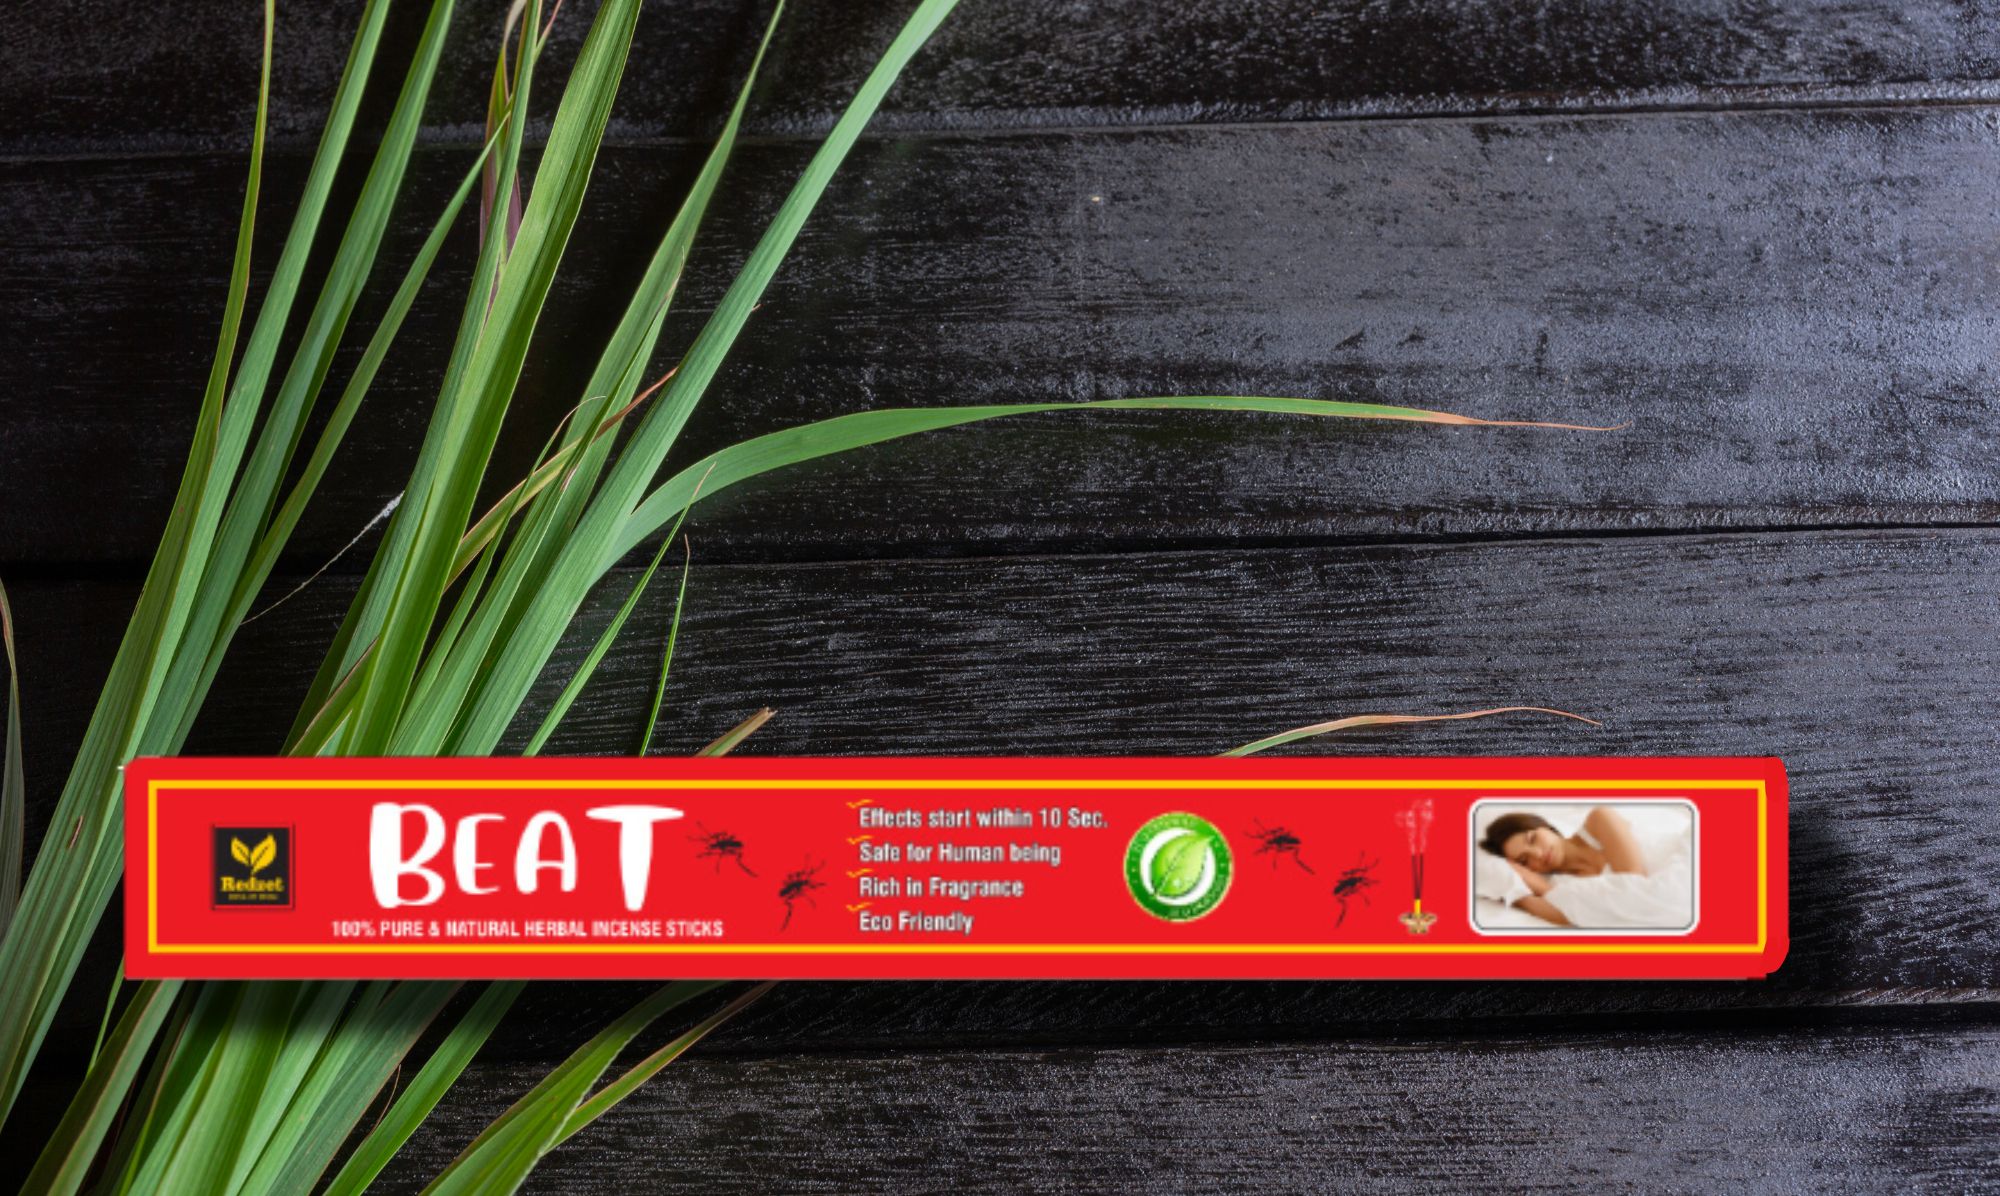 Redzet
BEAT
100% PURE & NATURAL HERBAL INCENSE STICKS
Effects start within 10 Sec.
Safe for Human being
Rich in Fragrance
Eco Friendly